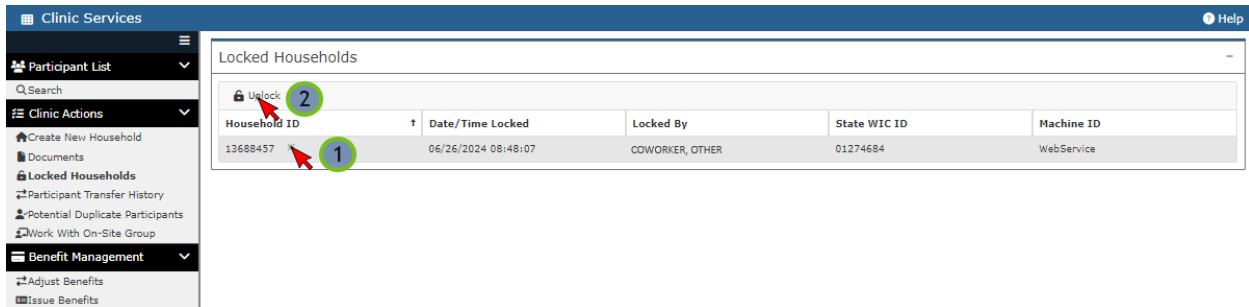 Clinic Services
Help
Participant List
Search
Clinic Actions
Create New Household
Documents
Locked Households
Participant Transfer History
Potential Duplicate Participants
Work With On-Site Group
Benefit Management
Adjust Benefits
Issue Benefits
Locked Households
Unlock 2
Household ID Date/Time Locked Locked By State WIC ID Machine ID
13688457 1 06/26/2024 08:48:07 COWORKER, OTHER 01274684 WebService